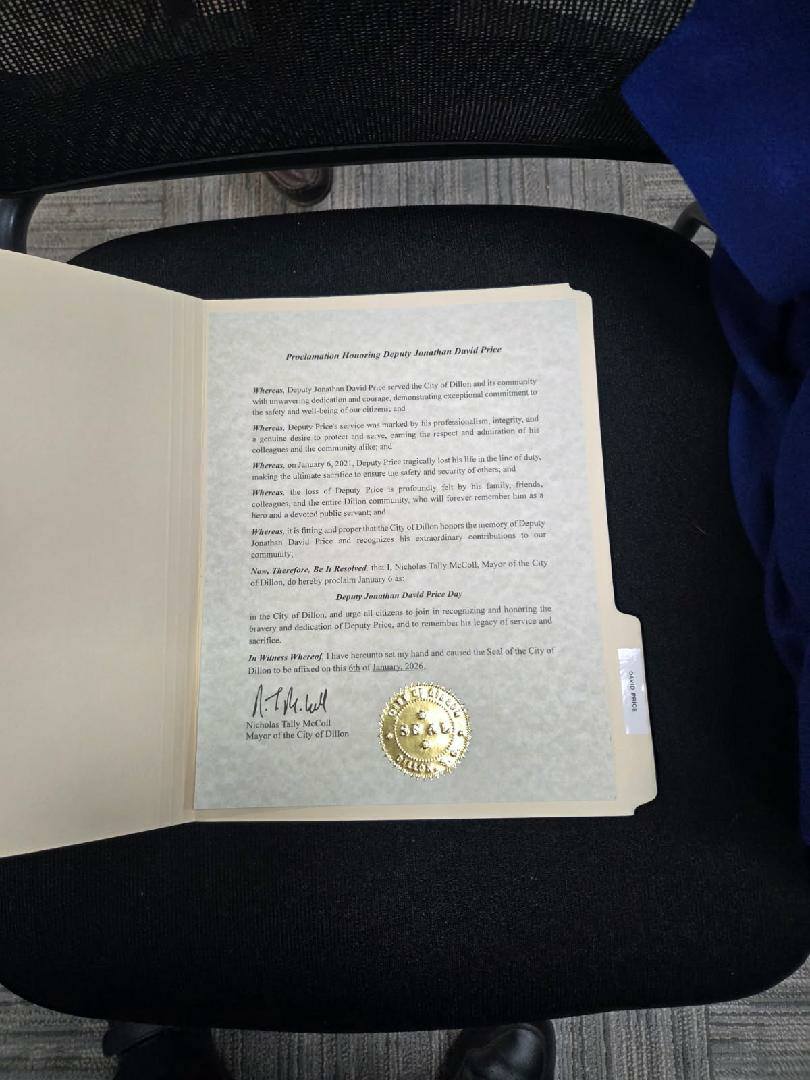 Proclamation Honoring Deputy Jonathan David Price
Whereas, Deputy Jonathan David Price served the City of Dillon and its community
with unwavering dedication and courage, demonstrating exceptional commitment to
the safety and well-being of our citizens; and
Whereas, Deputy Price's service was marked by his professionalism, integrity, and
a genuine desire to protect and serve, earning the respect and admiration of his
colleagues and the community alike; and
Whereas, on January 6, 2021, Deputy Price tragically lost his life in the line of duty,
making the ultimate sacrifice to ensure the safety and security of others; and
Whereas, the loss of Deputy Price is profoundly felt by his family, friends,
colleagues, and the entire Dillon community, who will forever remember him as a
hero and a devoted public servant; and
Whereas, it is fitting and proper that the City of Dillon honors the memory of Deputy
Jonathan David Price and recognizes his extraordinary contributions to our
community;
Now, Therefore, Be It Resolved, that I, Nicholas Tally McColl, Mayor of the City
of Dillon, do hereby proclaim January 6 as:
Deputy Jonathan David Price Day
in the City of Dillon, and urge all citizens to join in recognizing and honoring the
bravery and dedication of Deputy Price, and to remember his legacy of service and
sacrifice.
In Witness Whereof, I have hereunto set my hand and caused the Seal of the City of
Dillon to be affixed on this 6th of January, 2026.
Nicholas Tally McColl
Mayor of the City of Dillon
CITY OF DILLON
SEAL
DILLON, S.C.
DAVID PRICE